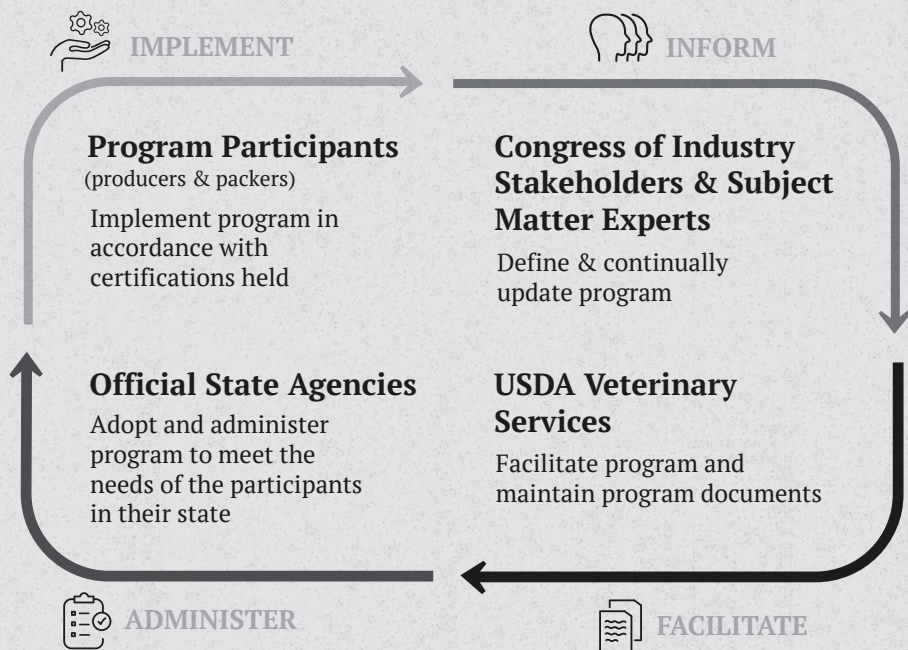 IMPLEMENT
Program Participants
(producers & packers)
Implement program in
accordance with
certifications held
INFORM
Congress of Industry
Stakeholders & Subject
Matter Experts
Define & continually
update program
Official State Agencies
Adopt and administer
program to meet the
needs of the participants
in their state
ADMINISTER
USDA Veterinary
Services
Facilitate program and
maintain program documents
FACILITATE